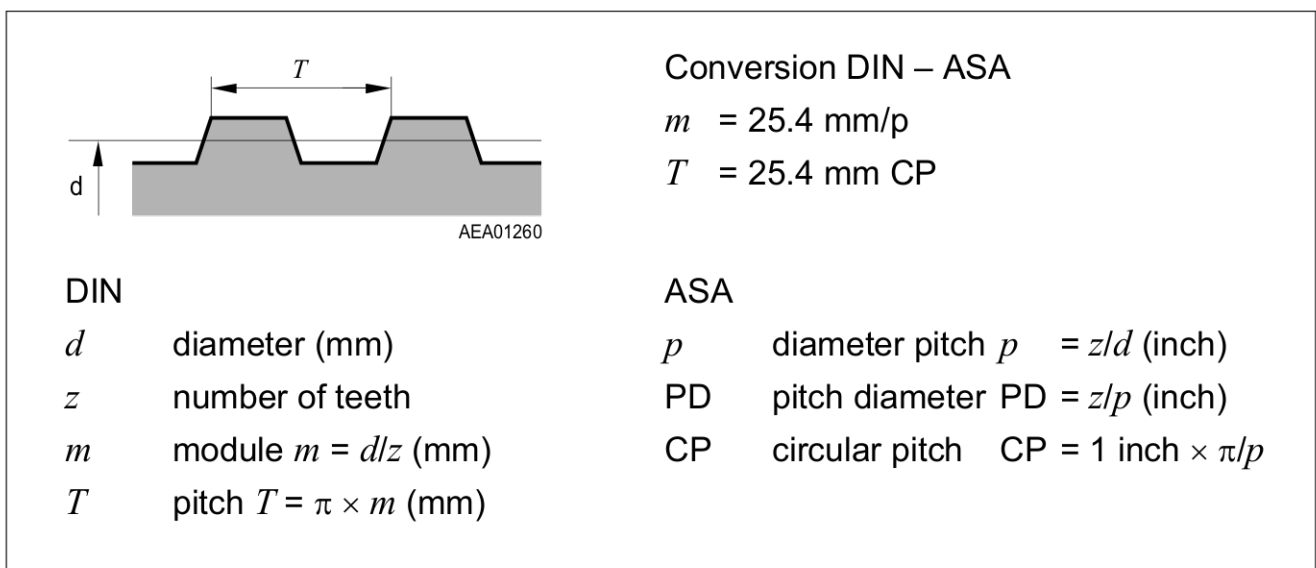 T
d
AEA01260
Conversion DIN – ASA
m = 25.4 mm/p
T = 25.4 mm CP
DIN
d diameter (mm)
z number of teeth
m module m = d/z (mm)
T pitch T = π × m (mm)
ASA
p diameter pitch p = z/d (inch)
PD pitch diameter PD = z/p (inch)
CP circular pitch CP = 1 inch × π/p